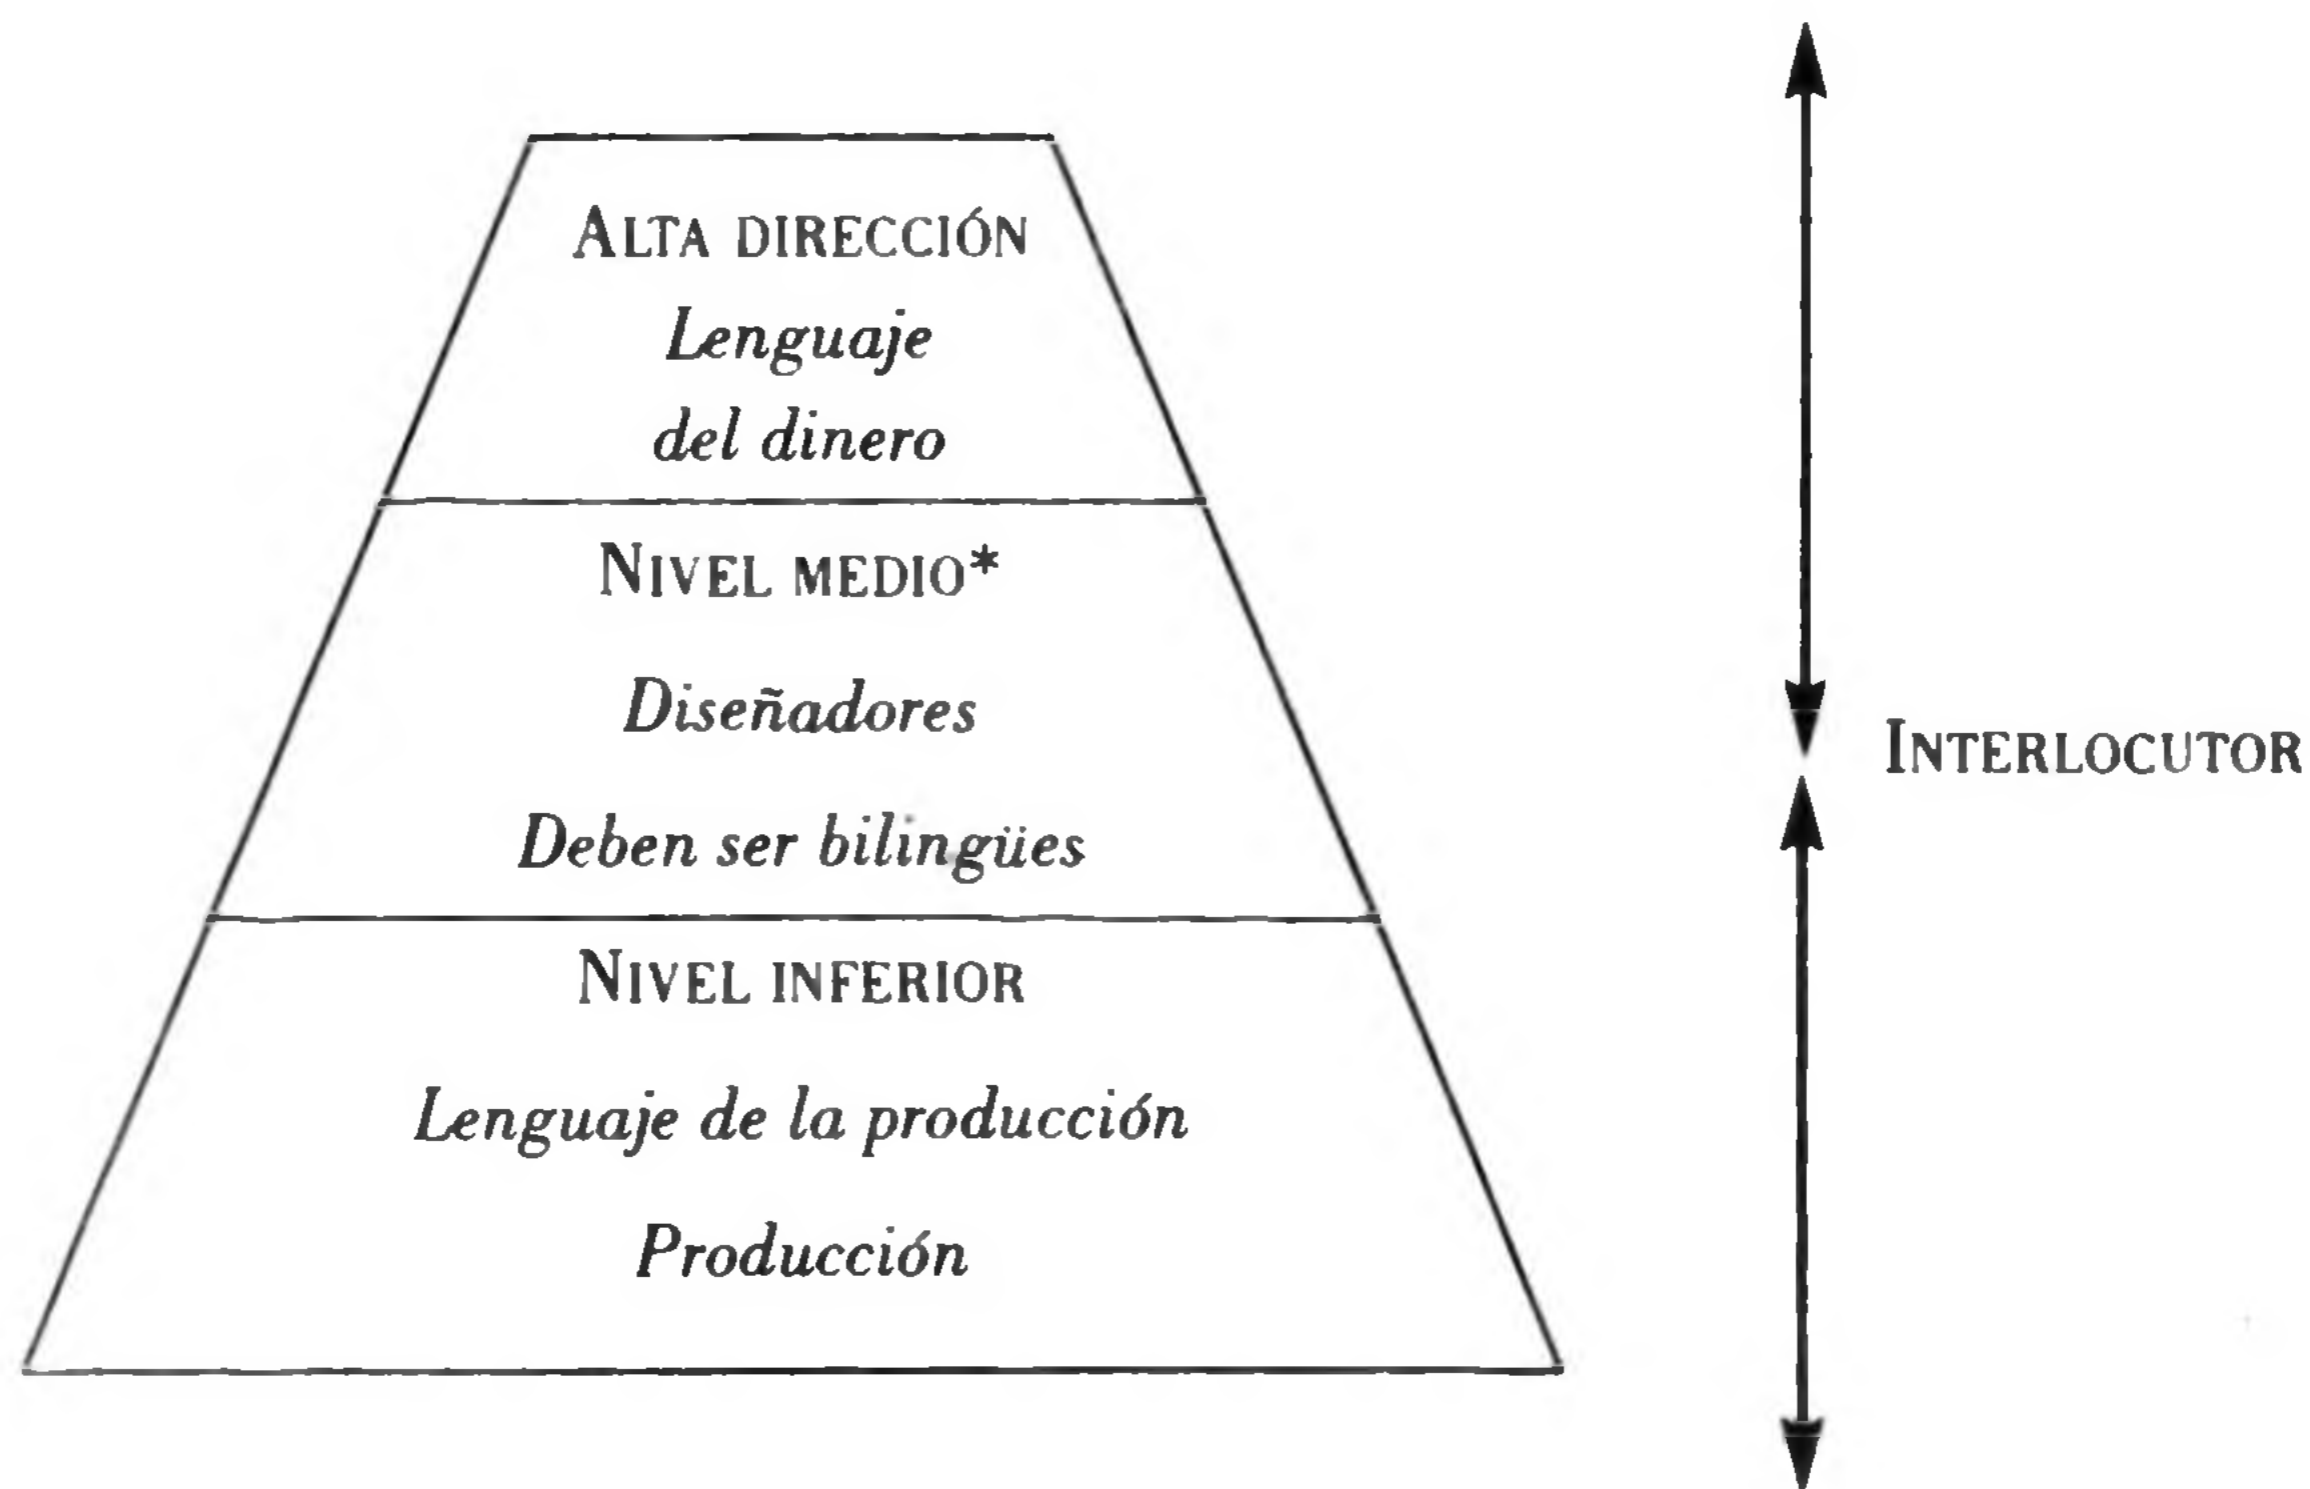 ALTA DIRECCIÓN
Lenguaje
del dinero
NIVEL MEDIO*
Diseñadores
INTERLOCUTOR
Deben ser bilingües
NIVEL INFERIOR
Lenguaje de la producción
Producción